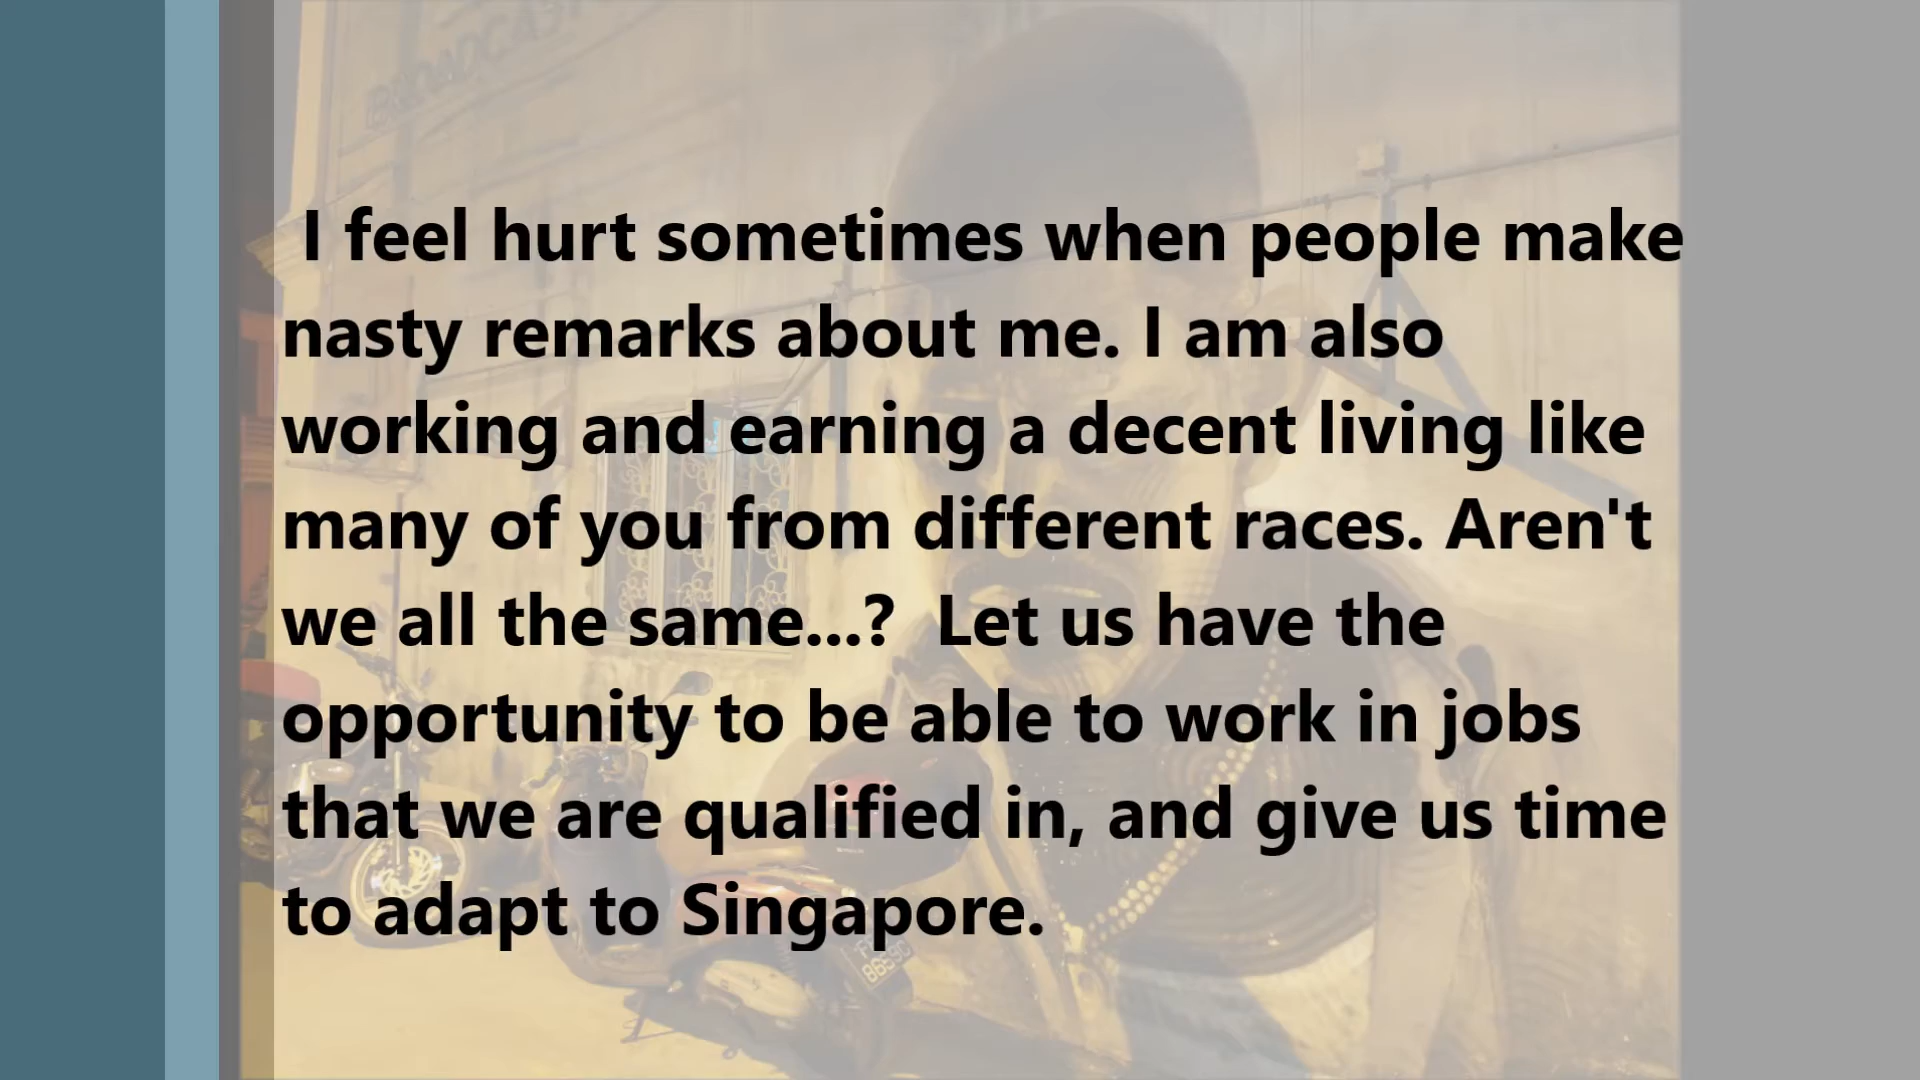 BROADCAST
I feel hurt sometimes when people make
nasty remarks about me. I am also
working and earning a decent living like
many of you from different races. Aren't
we all the same...?  Let us have the
opportunity to be able to work in jobs
that we are qualified in, and give us time
to adapt to Singapore.